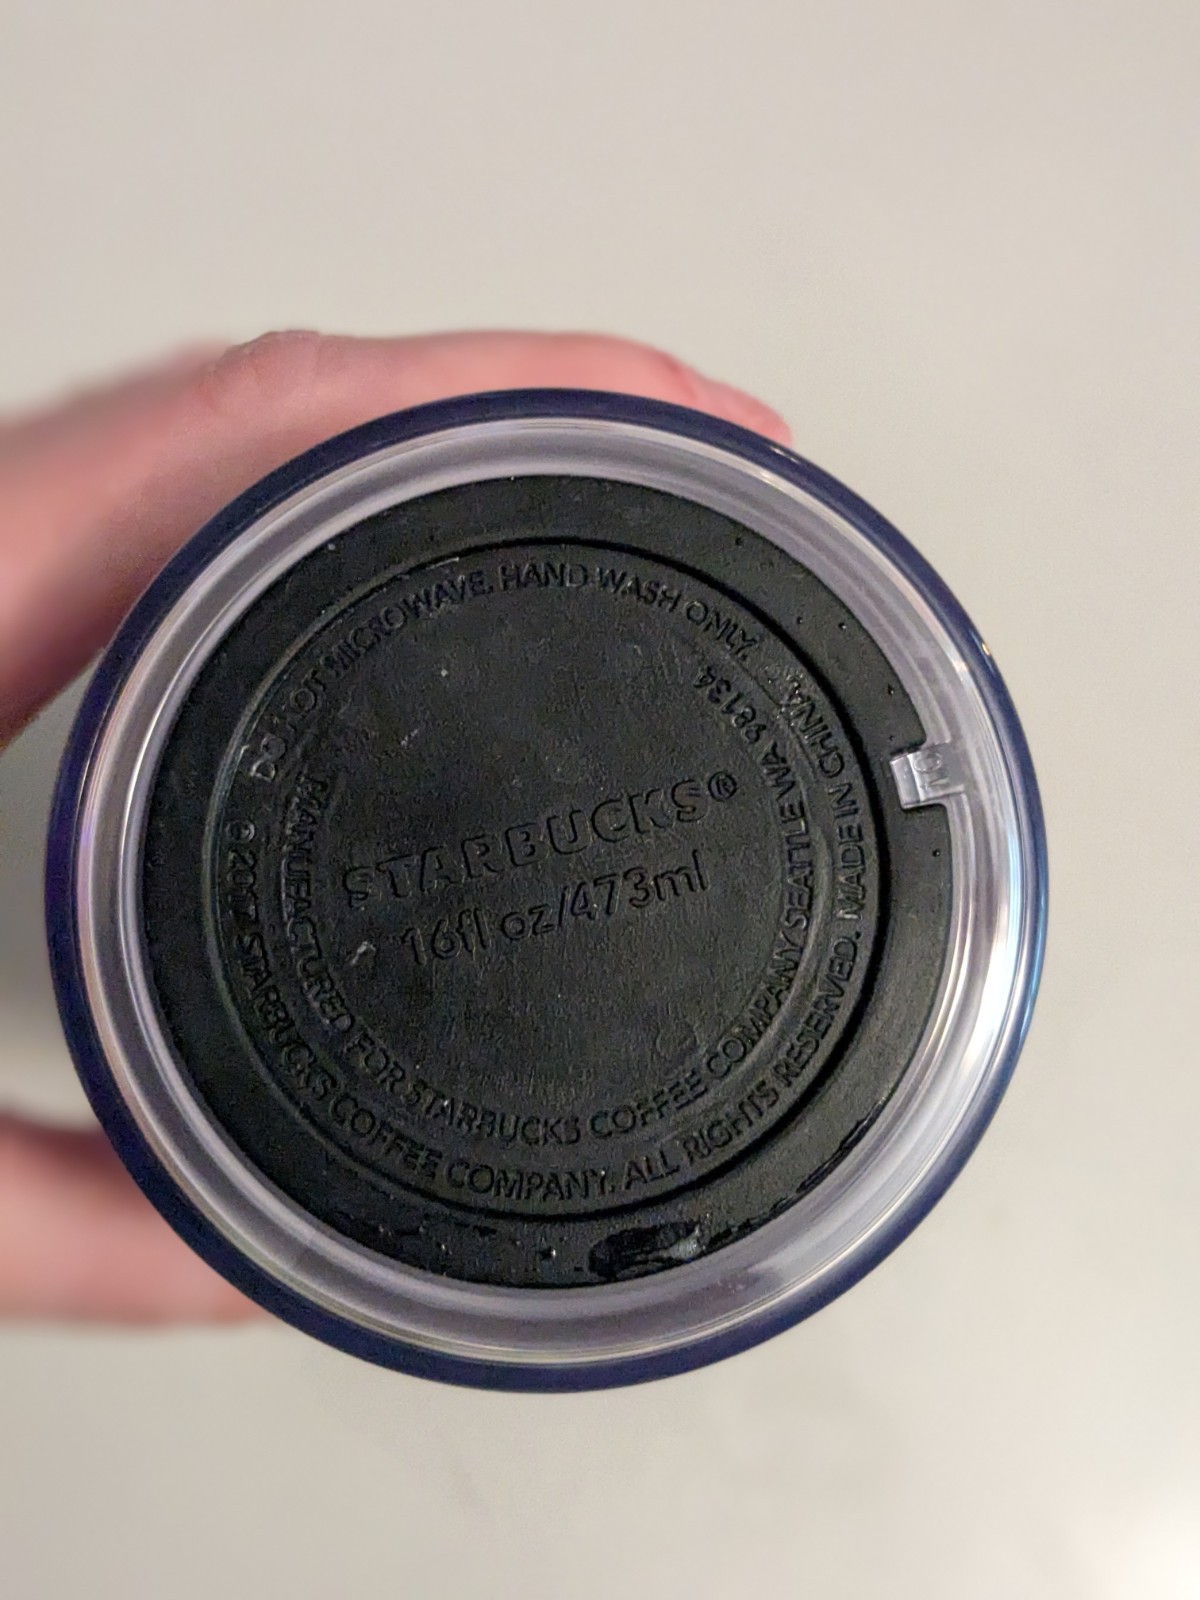 DO NOT MICROWAVE. HAND WASH ONLY.
© 2017 STARBUCKS COFFEE COMPANY. ALL RIGHTS RESERVED. MADE IN CHINA.
MANUFACTURED FOR STARBUCKS COFFEE COMPANY SEATTLE WA 98134
STARBUCKS®
16fl oz/473ml